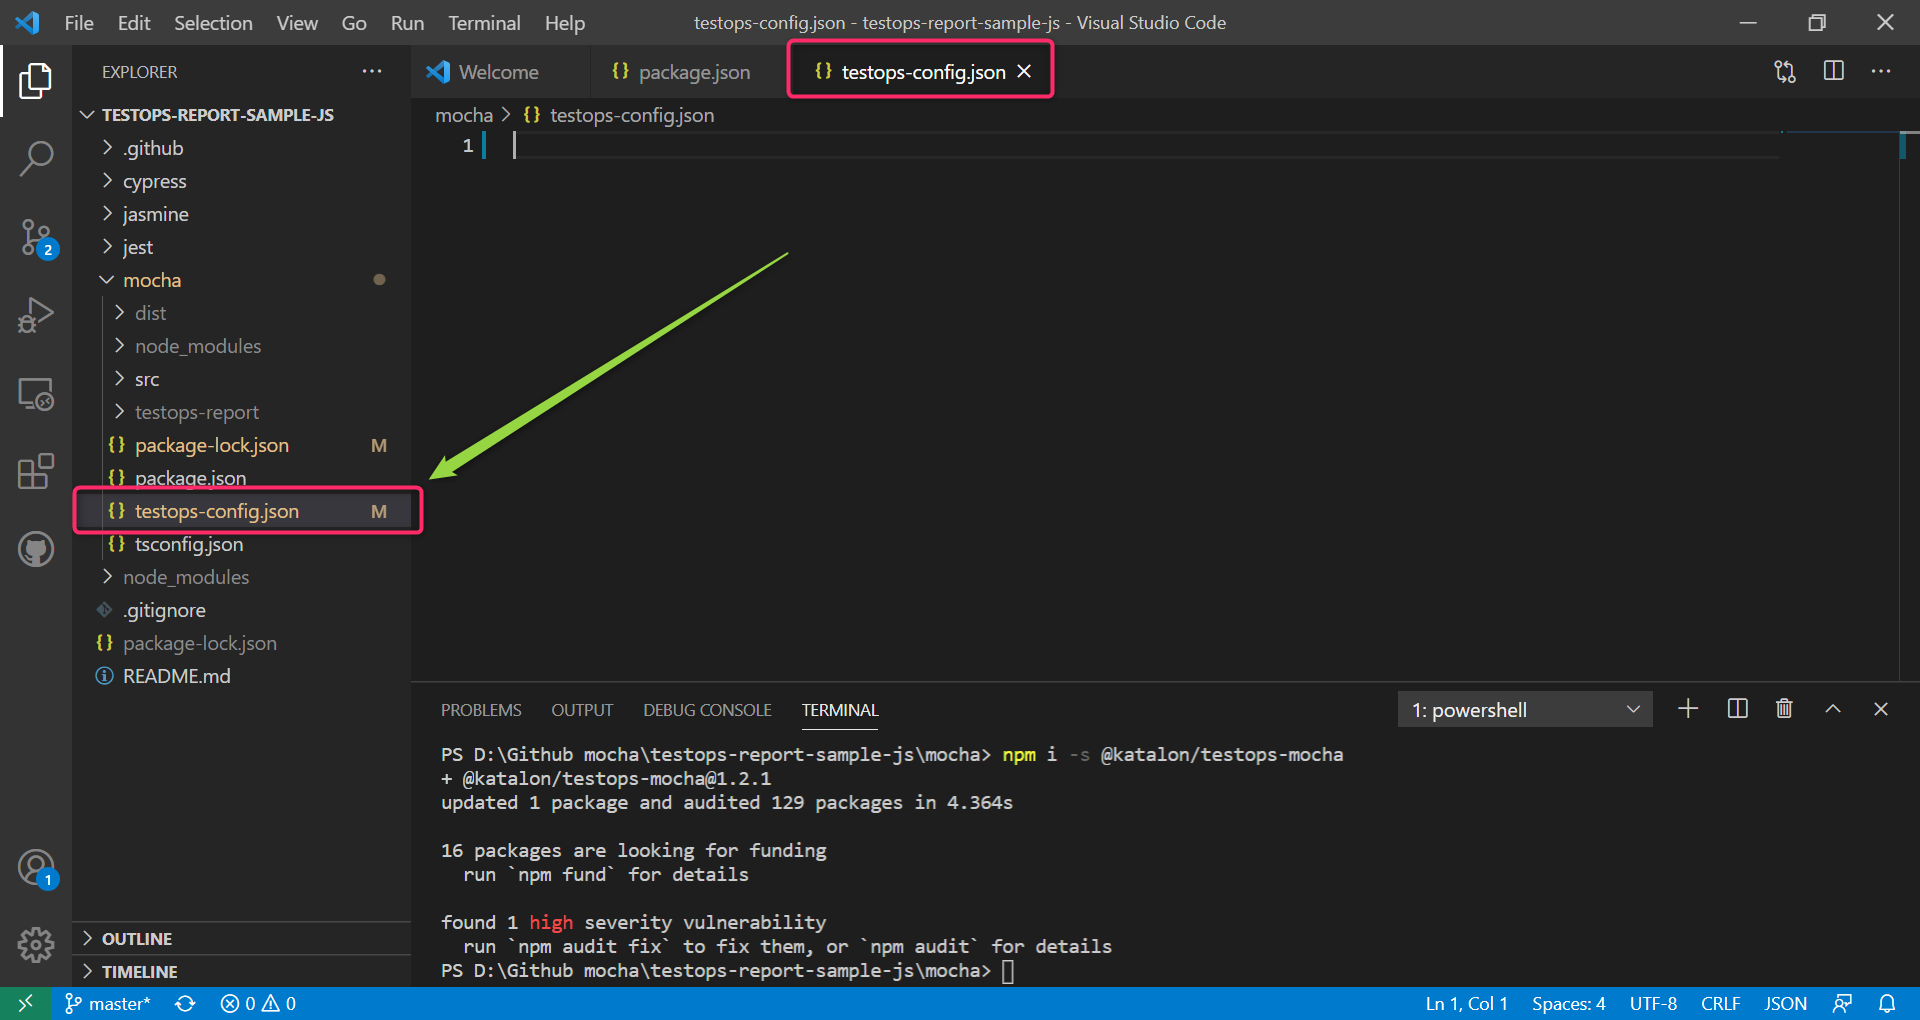 File Edit Selection View Go Run Terminal Help testops-config.json - testops-report-sample-js - Visual Studio Code
EXPLORER
Welcome
package.json
testops-config.json
TESTOPS-REPORT-SAMPLE-JS
.github
cypress
jasmine
jest
mocha
dist
node_modules
src
testops-report
package-lock.json M
package.json
testops-config.json M
tsconfig.json
node_modules
.gitignore
package-lock.json
README.md
OUTLINE
TIMELINE
2
1
mocha > {} testops-config.json
1
PROBLEMS OUTPUT DEBUG CONSOLE TERMINAL
1: powershell
PS D:\Github mocha\testops-report-sample-js\mocha> npm i -s @katalon/testops-mocha
+ @katalon/testops-mocha@1.2.1
updated 1 package and audited 129 packages in 4.364s
16 packages are looking for funding
run `npm fund` for details
found 1 high severity vulnerability
run `npm audit fix` to fix them, or `npm audit` for details
PS D:\Github mocha\testops-report-sample-js\mocha>
master* 0 0 Ln 1, Col 1 Spaces: 4 UTF-8 CRLF JSON